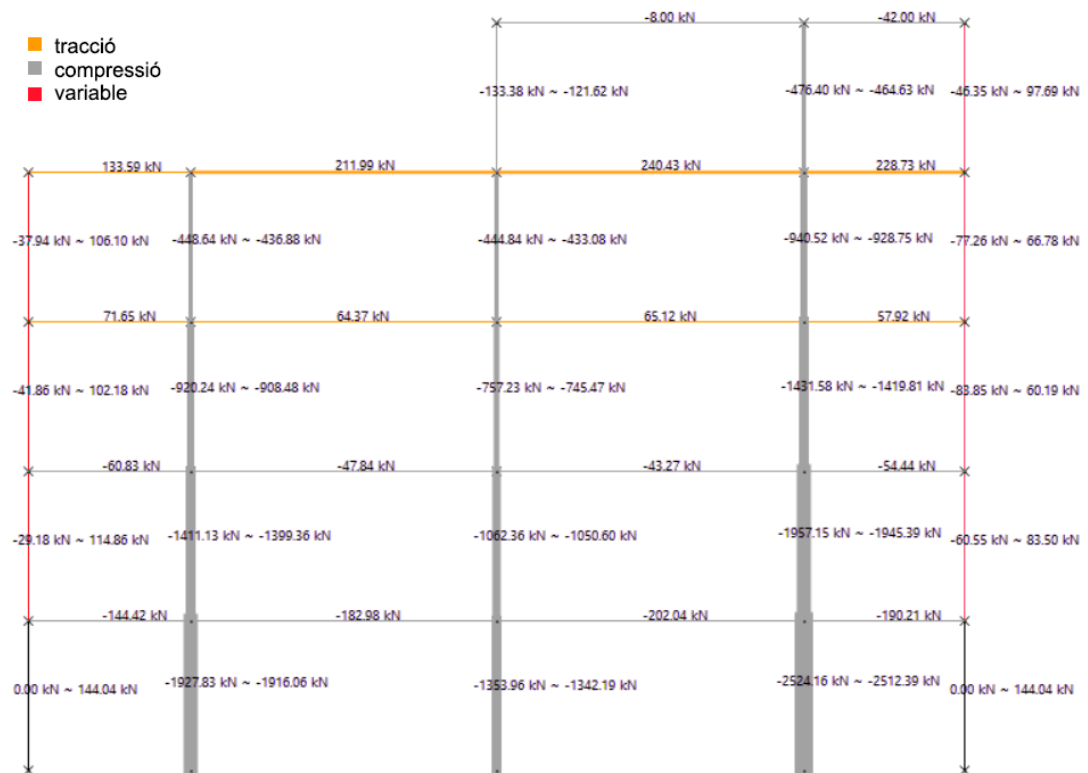 -8.00 kN
-42.00 kN
tracció
compressió
variable
-133.38 kN ~ -121.62 kN
-476.40 kN ~ -464.63 kN
-46.35 kN ~ 97.69 kN
133.59 kN
211.99 kN
240.43 kN
228.73 kN
-37.94 kN ~ 106.10 kN
-448.64 kN ~ -436.88 kN
-444.84 kN ~ -433.08 kN
-940.52 kN ~ -928.75 kN
-77.26 kN ~ 66.78 kN
71.65 kN
64.37 kN
65.12 kN
57.92 kN
-41.86 kN ~ 102.18 kN
-920.24 kN ~ -908.48 kN
-757.23 kN ~ -745.47 kN
-1431.58 kN ~ -1419.81 kN
-83.85 kN ~ 60.19 kN
-60.83 kN
-47.84 kN
-43.27 kN
-54.44 kN
-29.18 kN ~ 114.86 kN
-1411.13 kN ~ -1399.36 kN
-1062.36 kN ~ -1050.60 kN
-1957.15 kN ~ -1945.39 kN
-60.55 kN ~ 83.50 kN
-144.42 kN
-182.98 kN
-202.04 kN
-190.21 kN
0.00 kN ~ 144.04 kN
-1927.83 kN ~ -1916.06 kN
-1353.96 kN ~ -1342.19 kN
-2524.16 kN ~ -2512.39 kN
0.00 kN ~ 144.04 kN